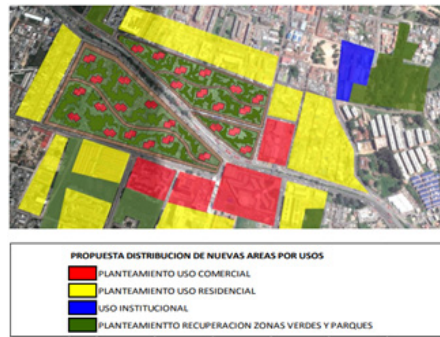 PROPUESTA DISTRIBUCION DE NUEVAS AREAS POR USOS
PLANTEAMIENTO USO COMERCIAL
PLANTEAMIENTO USO RESIDENCIAL
USO INSTITUCIONAL
PLANTEAMIENTTO RECUPERACION ZONAS VERDES Y PARQUES